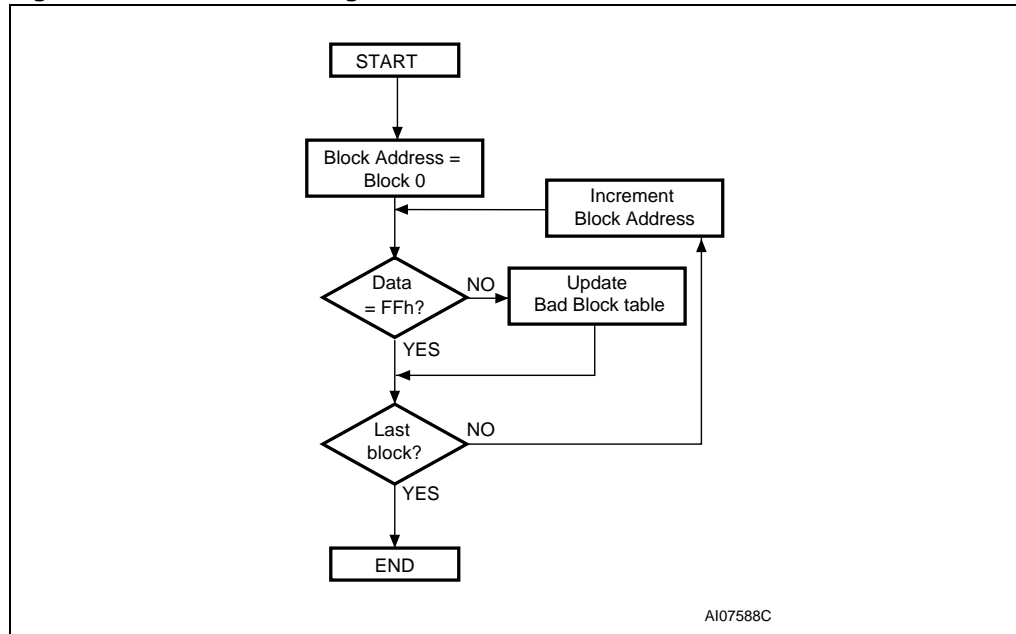 START
Block Address =
Block 0
Increment
Block Address
Data
= FFh?
NO
Update
Bad Block table
YES
Last
block?
NO
YES
END
AI07588C